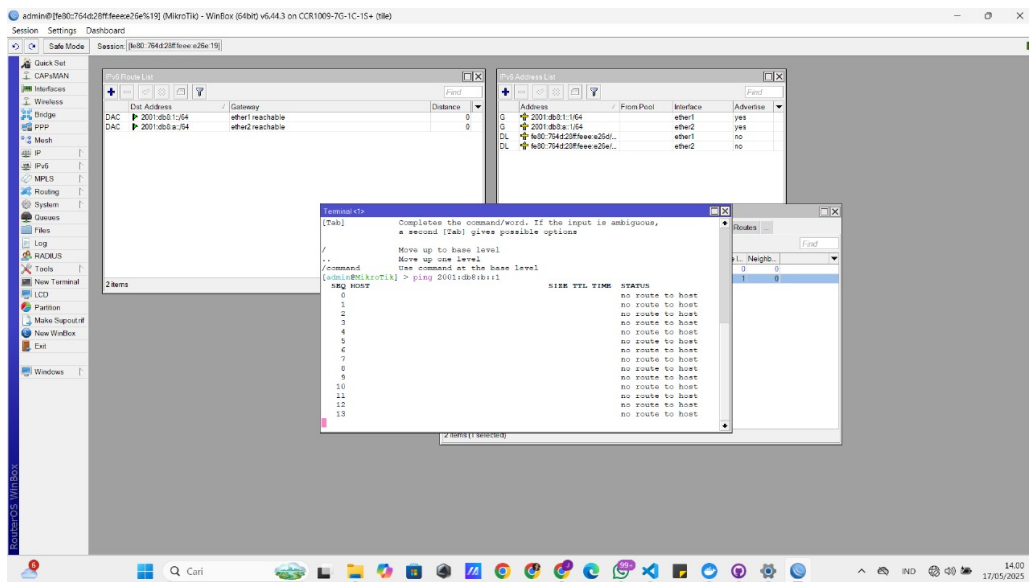 admin@[fe80::764d:28ff:feee:e26e%19] (MikroTik) - WinBox (64bit) v6.44.3 on CCR1009-7G-1C-1S+ (tile)
Session Settings Dashboard
Safe Mode Session: [fe80::764d:28ff:feee:e26e:19]
Quick Set
CAPsMAN
Interfaces
Wireless
Bridge
PPP
Mesh
IP
IPv6
MPLS
Routing
System
Queues
Files
Log
RADIUS
Tools
New Terminal
LCD
Partition
Make Supout.rif
New WinBox
Exit
Windows
RouterOS WinBox
IPv6 Route List
Find
Dst. Address / Gateway Distance
DAC 2001:db8:1::/64 ether1 reachable 0
DAC 2001:db8:a::/64 ether2 reachable 0
2 items
IPv6 Address List
Find
Address / From Pool Interface Advertise
G 2001:db8:1::1/64 ether1 yes
G 2001:db8:a::1/64 ether2 yes
DL fe80::764d:28ff:feee:e26d/... ether1 no
DL fe80::764d:28ff:feee:e26e/... ether2 no
Routes ...
Find
Neighb...
0 0
1 0
2 items (1 selected)
Terminal <1>
[Tab] Completes the command/word. If the input is ambiguous,
a second [Tab] gives possible options
/ Move up to base level
.. Move up one level
/command Use command at the base level
[admin@MikroTik] > ping 2001:db8:b::1
SEQ HOST SIZE TTL TIME STATUS
0 no route to host
1 no route to host
2 no route to host
3 no route to host
4 no route to host
5 no route to host
6 no route to host
7 no route to host
8 no route to host
9 no route to host
10 no route to host
11 no route to host
12 no route to host
13 no route to host
6
Cari
99+
IND
14.00
17/05/2025